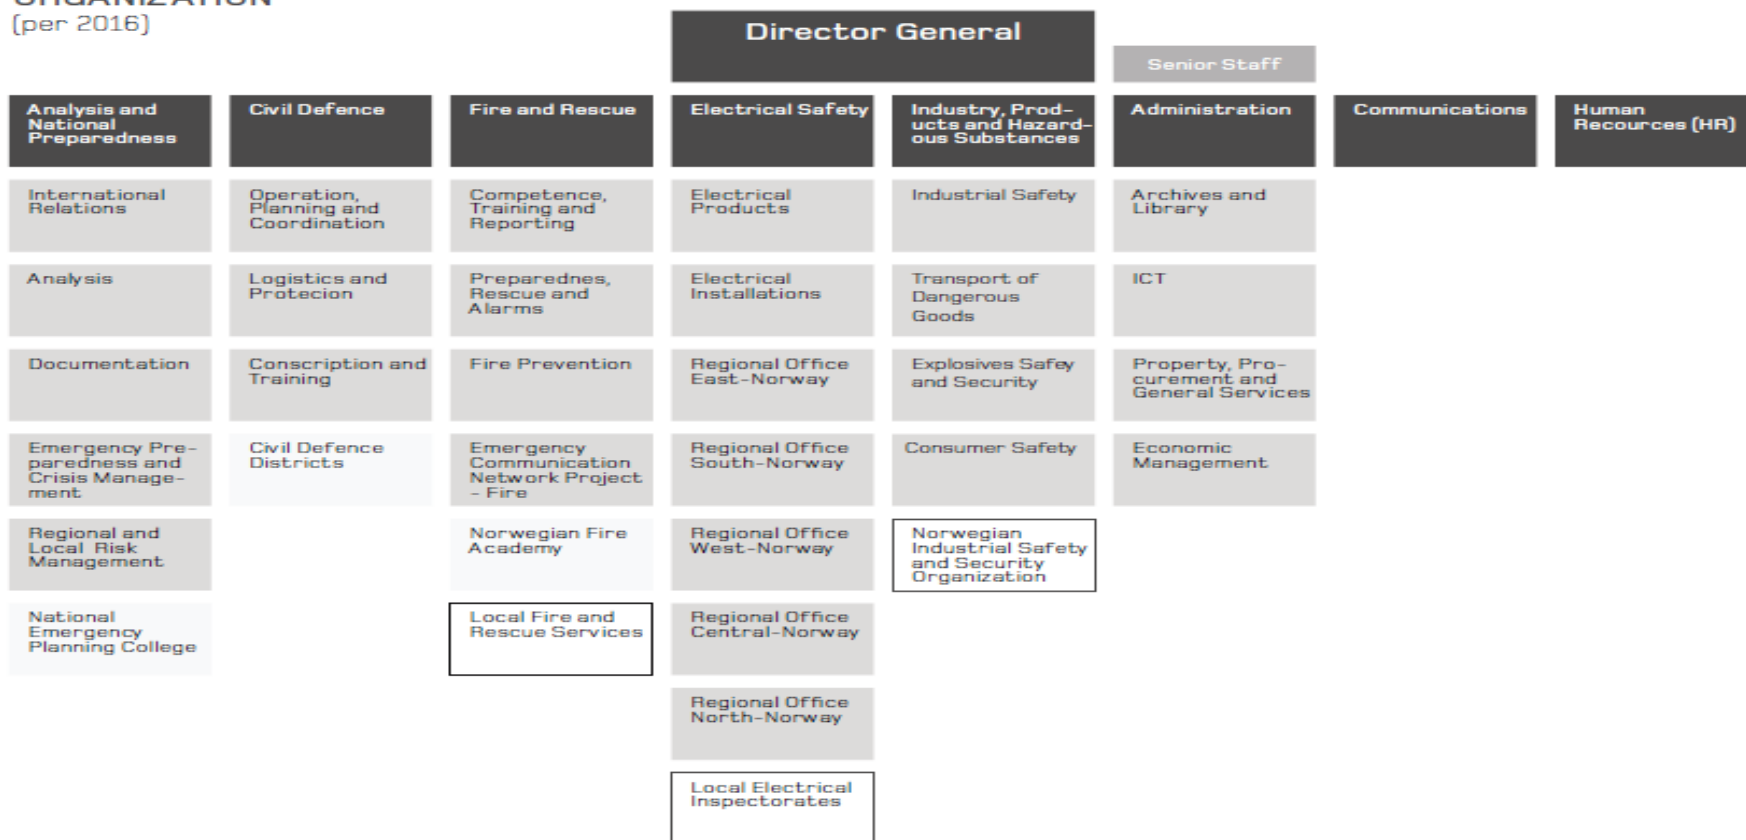 ORGANIZATION
(per 2016)
Director General
Senior Staff
Analysis and
National
Preparedness
Civil Defence
Fire and Rescue
Electrical Safety
Industry, Prod-
ucts and Hazard-
ous Substances
Administration
Communications
Human
Recources (HR)
International
Relations
Operation,
Planning and
Coordination
Competence,
Training and
Reporting
Electrical
Products
Industrial Safety
Archives and
Library
Analysis
Logistics and
Protecion
Preparednes,
Rescue and
Alarms
Electrical
Installations
Transport of
Dangerous
Goods
ICT
Documentation
Conscription and
Training
Fire Prevention
Regional Office
East-Norway
Explosives Safey
and Security
Property, Pro-
curement and
General Services
Emergency Pre-
paredness and
Crisis Manage-
ment
Civil Defence
Districts
Emergency
Communication
Network Project
- Fire
Regional Office
South-Norway
Consumer Safety
Economic
Management
Regional and
Local Risk
Management
Norwegian Fire
Academy
Regional Office
West-Norway
Norwegian
Industrial Safety
and Security
Organization
National
Emergency
Planning College
Local Fire and
Rescue Services
Regional Office
Central-Norway
Regional Office
North-Norway
Local Electrical
Inspectorates